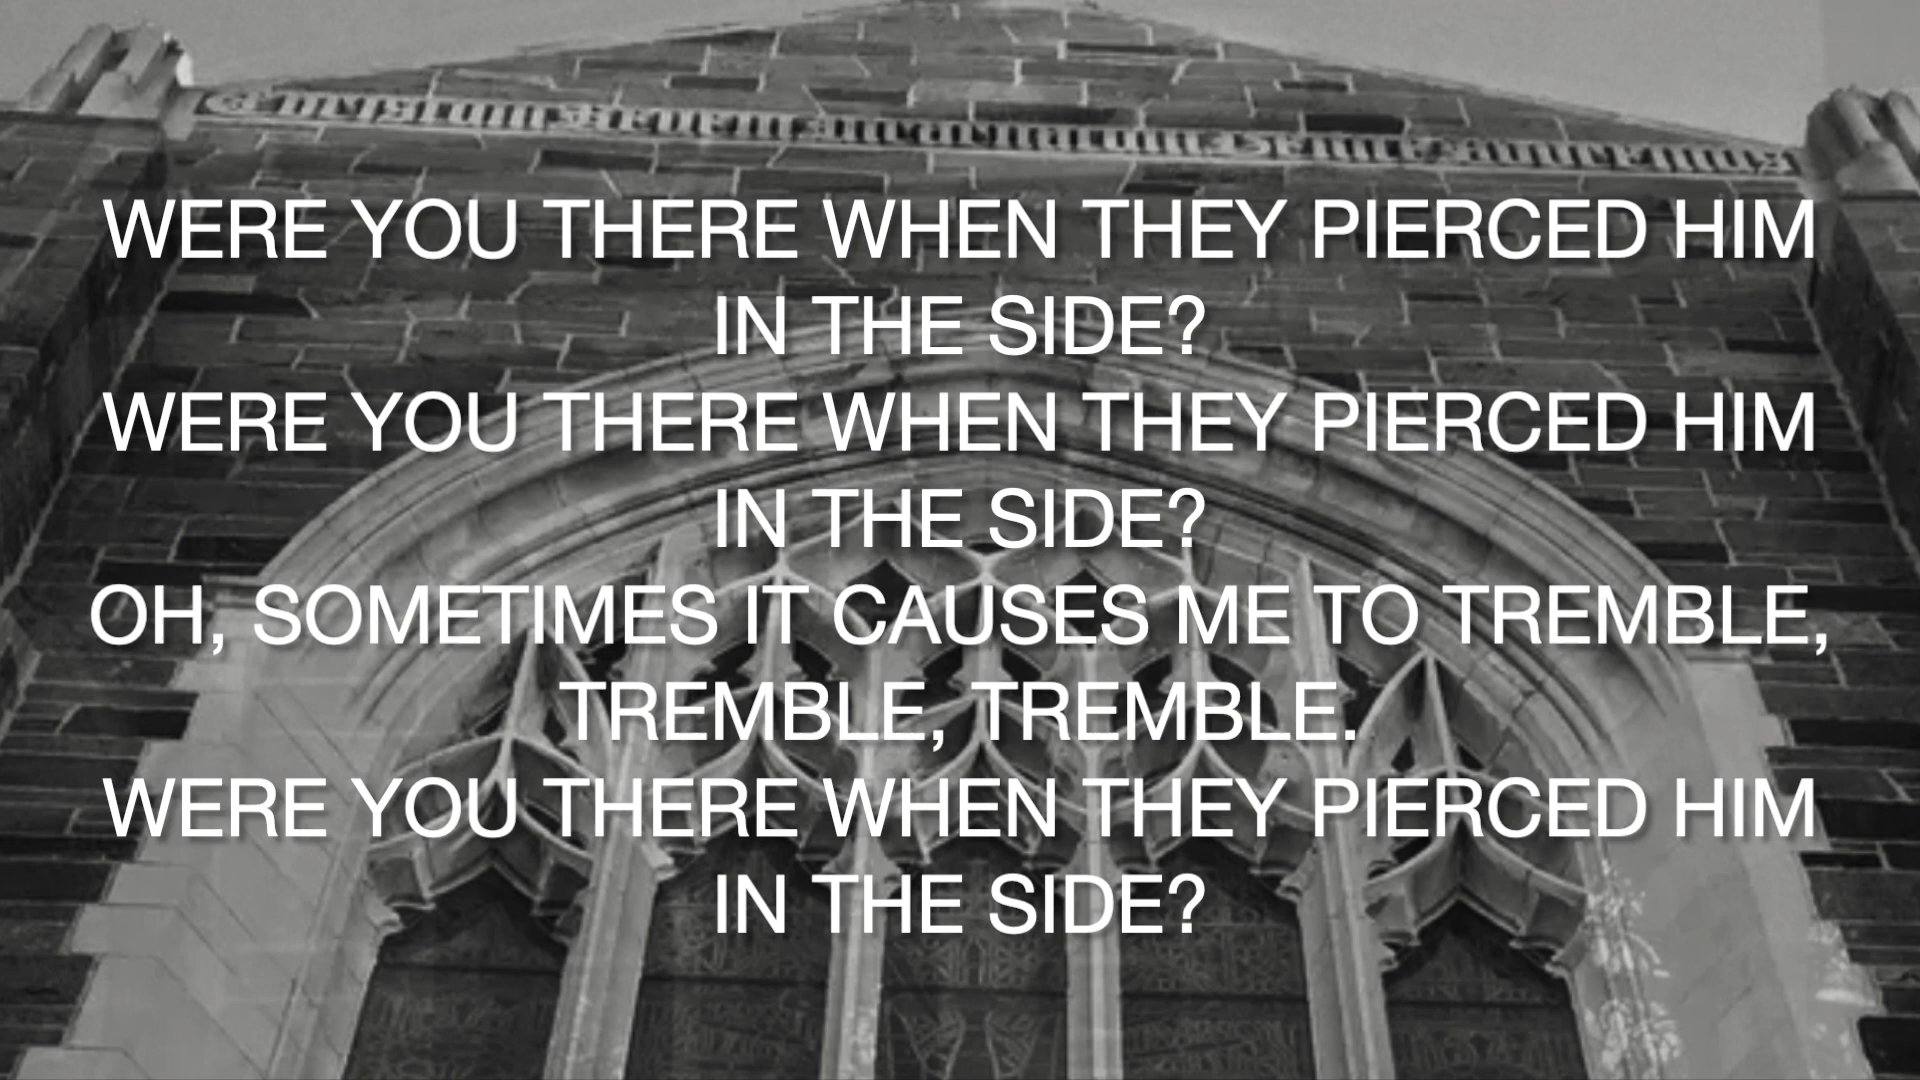 WERE YOU THERE WHEN THEY PIERCED HIM
IN THE SIDE?
WERE YOU THERE WHEN THEY PIERCED HIM
IN THE SIDE?
OH, SOMETIMES IT CAUSES ME TO TREMBLE,
TREMBLE, TREMBLE.
WERE YOU THERE WHEN THEY PIERCED HIM
IN THE SIDE?